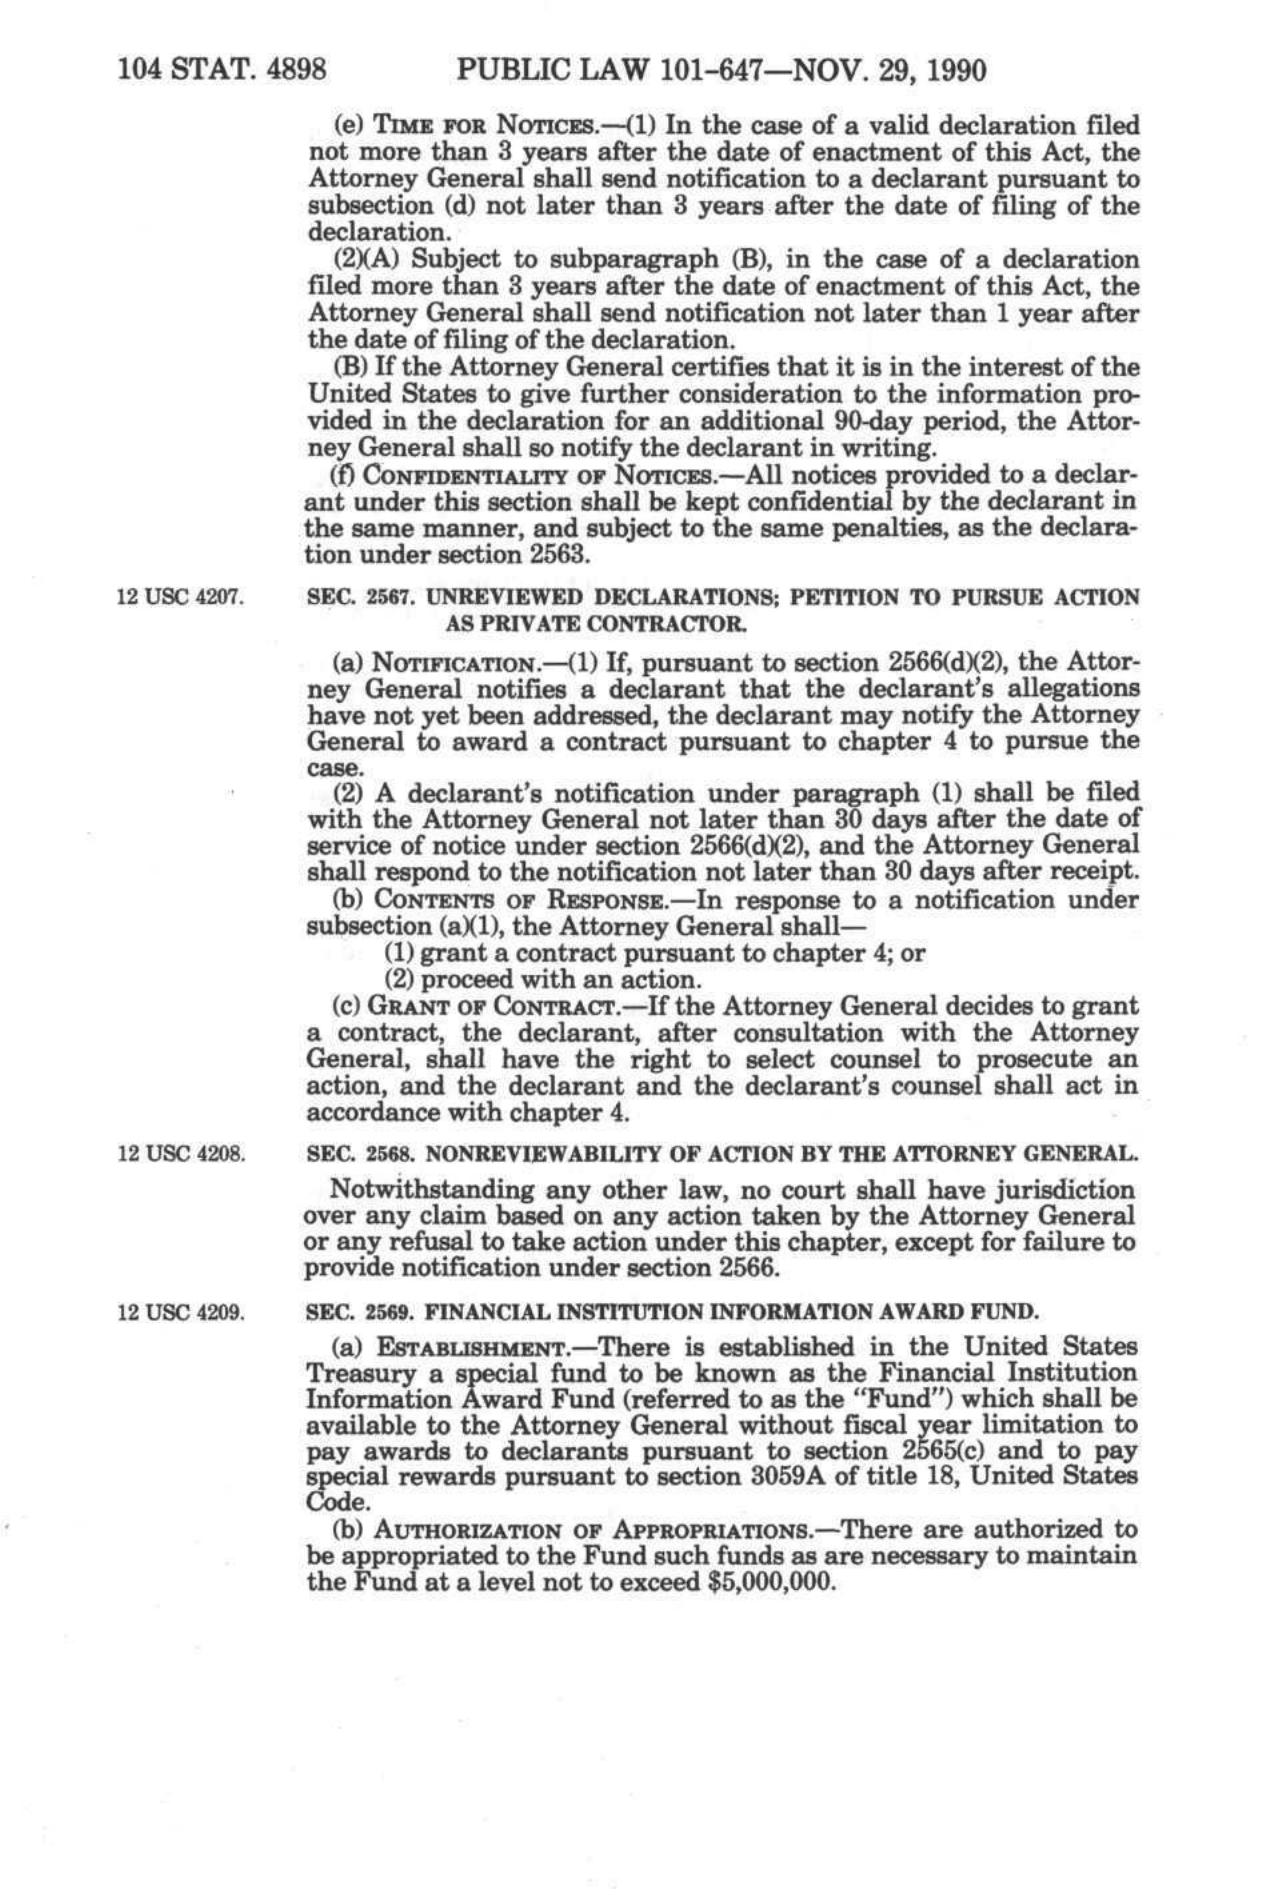 104 STAT. 4898 PUBLIC LAW 101-647—NOV. 29, 1990
(e) TIME FOR NOTICES.—(1) In the case of a valid declaration filed
not more than 3 years after the date of enactment of this Act, the
Attorney General shall send notification to a declarant pursuant to
subsection (d) not later than 3 years after the date of filing of the
declaration.
(2)(A) Subject to subparagraph (B), in the case of a declaration
filed more than 3 years after the date of enactment of this Act, the
Attorney General shall send notification not later than 1 year after
the date of filing of the declaration.
(B) If the Attorney General certifies that it is in the interest of the
United States to give further consideration to the information pro-
vided in the declaration for an additional 90-day period, the Attor-
ney General shall so notify the declarant in writing.
(f) CONFIDENTIALITY OF NOTICES.—All notices provided to a declar-
ant under this section shall be kept confidential by the declarant in
the same manner, and subject to the same penalties, as the declara-
tion under section 2563.
12 USC 4207. SEC. 2567. UNREVIEWED DECLARATIONS; PETITION TO PURSUE ACTION
AS PRIVATE CONTRACTOR.
(a) NOTIFICATION.—(1) If, pursuant to section 2566(d)(2), the Attor-
ney General notifies a declarant that the declarant's allegations
have not yet been addressed, the declarant may notify the Attorney
General to award a contract pursuant to chapter 4 to pursue the
case.
(2) A declarant's notification under paragraph (1) shall be filed
with the Attorney General not later than 30 days after the date of
service of notice under section 2566(d)(2), and the Attorney General
shall respond to the notification not later than 30 days after receipt.
(b) CONTENTS OF RESPONSE.—In response to a notification under
subsection (a)(1), the Attorney General shall—
(1) grant a contract pursuant to chapter 4; or
(2) proceed with an action.
(c) GRANT OF CONTRACT.—If the Attorney General decides to grant
a contract, the declarant, after consultation with the Attorney
General, shall have the right to select counsel to prosecute an
action, and the declarant and the declarant's counsel shall act in
accordance with chapter 4.
12 USC 4208. SEC. 2568. NONREVIEWABILITY OF ACTION BY THE ATTORNEY GENERAL.
Notwithstanding any other law, no court shall have jurisdiction
over any claim based on any action taken by the Attorney General
or any refusal to take action under this chapter, except for failure to
provide notification under section 2566.
12 USC 4209. SEC. 2569. FINANCIAL INSTITUTION INFORMATION AWARD FUND.
(a) ESTABLISHMENT.—There is established in the United States
Treasury a special fund to be known as the Financial Institution
Information Award Fund (referred to as the "Fund") which shall be
available to the Attorney General without fiscal year limitation to
pay awards to declarants pursuant to section 2565(c) and to pay
special rewards pursuant to section 3059A of title 18, United States
Code.
(b) AUTHORIZATION OF APPROPRIATIONS.—There are authorized to
be appropriated to the Fund such funds as are necessary to maintain
the Fund at a level not to exceed $5,000,000.